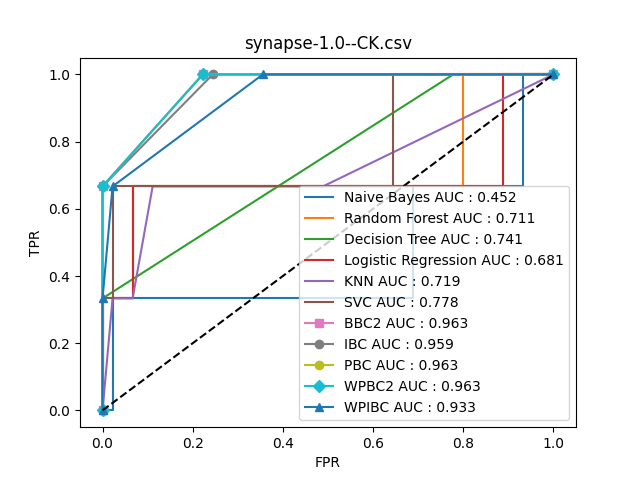 synapse-1.0--CK.csv
1.0
0.8
0.6
0.4
0.2
0.0
TPR
Naive Bayes AUC : 0.452
Random Forest AUC : 0.711
Decision Tree AUC : 0.741
Logistic Regression AUC : 0.681
KNN AUC : 0.719
SVC AUC : 0.778
BBC2 AUC : 0.963
IBC AUC : 0.959
PBC AUC : 0.963
WPBC2 AUC : 0.963
WPIBC AUC : 0.933
0.0 0.2 0.4 0.6 0.8 1.0
FPR